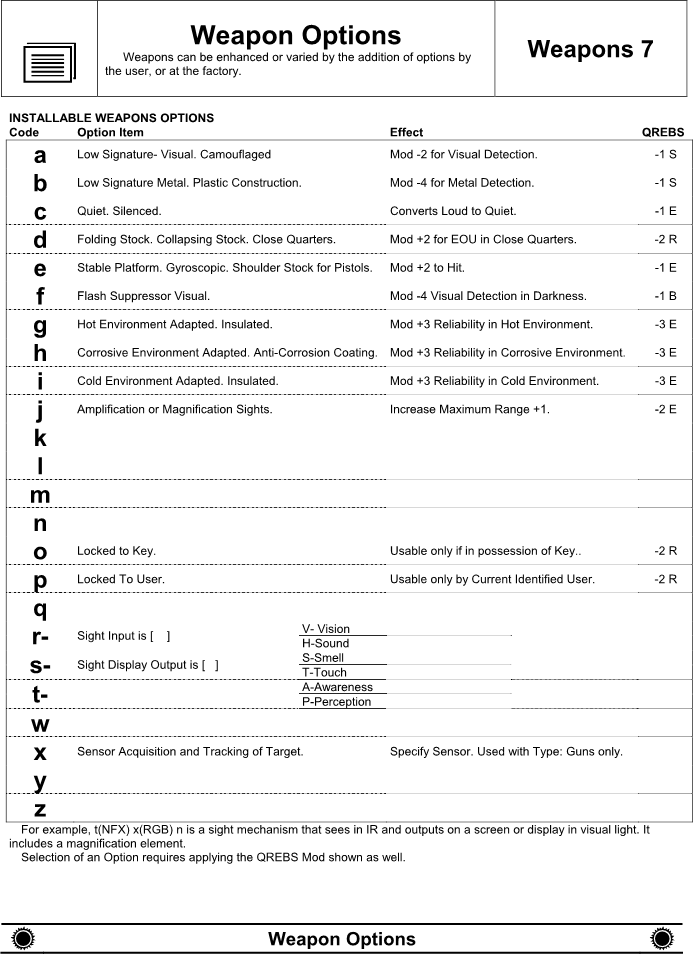 Weapon Options
Weapons can be enhanced or varied by the addition of options by
the user, or at the factory.
Weapons 7
INSTALLABLE WEAPONS OPTIONS
Code Option Item Effect QREBS
a Low Signature- Visual. Camouflaged Mod -2 for Visual Detection. -1 S
b Low Signature Metal. Plastic Construction. Mod -4 for Metal Detection. -1 S
c Quiet. Silenced. Converts Loud to Quiet. -1 E
d Folding Stock. Collapsing Stock. Close Quarters. Mod +2 for EOU in Close Quarters. -2 R
e Stable Platform. Gyroscopic. Shoulder Stock for Pistols. Mod +2 to Hit. -1 E
f Flash Suppressor Visual. Mod -4 Visual Detection in Darkness. -1 B
g Hot Environment Adapted. Insulated. Mod +3 Reliability in Hot Environment. -3 E
h Corrosive Environment Adapted. Anti-Corrosion Coating. Mod +3 Reliability in Corrosive Environment. -3 E
i Cold Environment Adapted. Insulated. Mod +3 Reliability in Cold Environment. -3 E
j Amplification or Magnification Sights. Increase Maximum Range +1. -2 E
k
l
m
n
o Locked to Key. Usable only if in possession of Key.. -2 R
p Locked To User. Usable only by Current Identified User. -2 R
q
V- Vision
r- Sight Input is [ ]
H-Sound
S-Smell
s- Sight Display Output is [ ]
T-Touch
A-Awareness
t-
P-Perception
w
x Sensor Acquisition and Tracking of Target. Specify Sensor. Used with Type: Guns only.
y
z
For example, t(NFX) x(RGB) n is a sight mechanism that sees in IR and outputs on a screen or display in visual light. It
includes a magnification element.
Selection of an Option requires applying the QREBS Mod shown as well.
Weapon Options